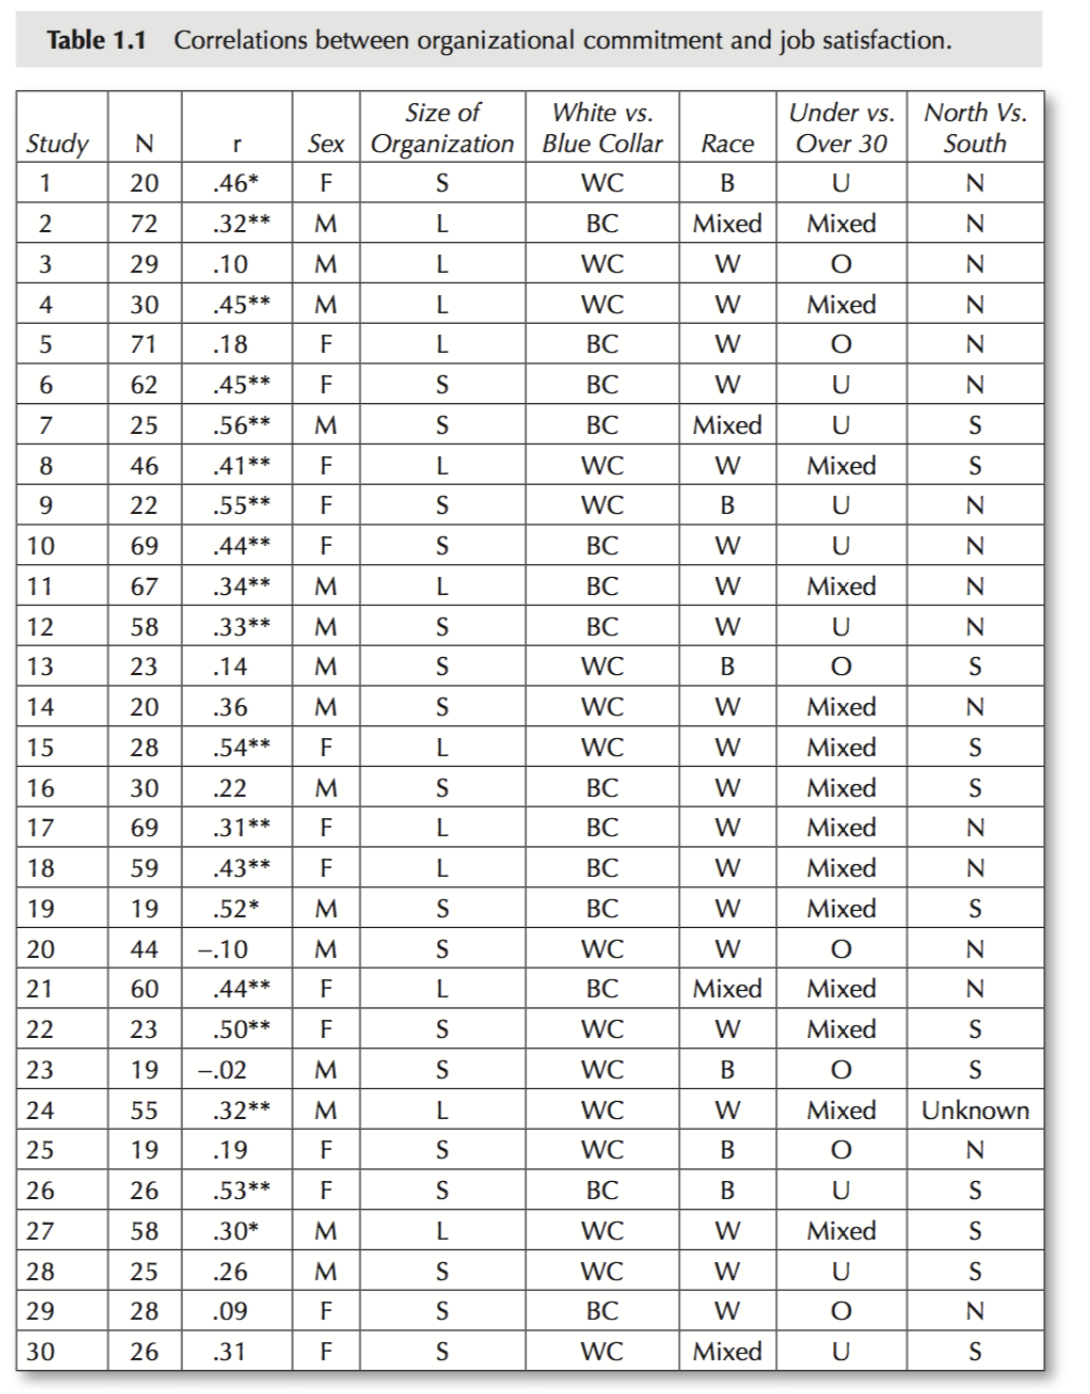 Table 1.1 Correlations between organizational commitment and job satisfaction.
Size of White vs. Under vs. North Vs.
Study N r Sex Organization Blue Collar Race Over 30 South
1 20 .46* F S WC B U N
2 72 .32** M L BC Mixed Mixed N
3 29 .10 M L WC W O N
4 30 .45** M L WC W Mixed N
5 71 .18 F L BC W O N
6 62 .45** F S BC W U N
7 25 .56** M S BC Mixed U S
8 46 .41** F L WC W Mixed S
9 22 .55** F S WC B U N
10 69 .44** F S BC W U N
11 67 .34** M L BC W Mixed N
12 58 .33** M S BC W U N
13 23 .14 M S WC B O S
14 20 .36 M S WC W Mixed N
15 28 .54** F L WC W Mixed S
16 30 .22 M S BC W Mixed S
17 69 .31** F L BC W Mixed N
18 59 .43** F L BC W Mixed N
19 19 .52* M S BC W Mixed S
20 44 –.10 M S WC W O N
21 60 .44** F L BC Mixed Mixed N
22 23 .50** F S WC W Mixed S
23 19 –.02 M S WC B O S
24 55 .32** M L WC W Mixed Unknown
25 19 .19 F S WC B O N
26 26 .53** F S BC B U S
27 58 .30* M L WC W Mixed S
28 25 .26 M S WC W U S
29 28 .09 F S BC W O N
30 26 .31 F S WC Mixed U S